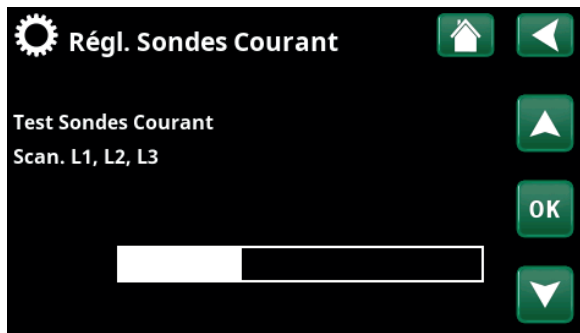 Régl. Sondes Courant
Test Sondes Courant
Scan. L1, L2, L3
OK